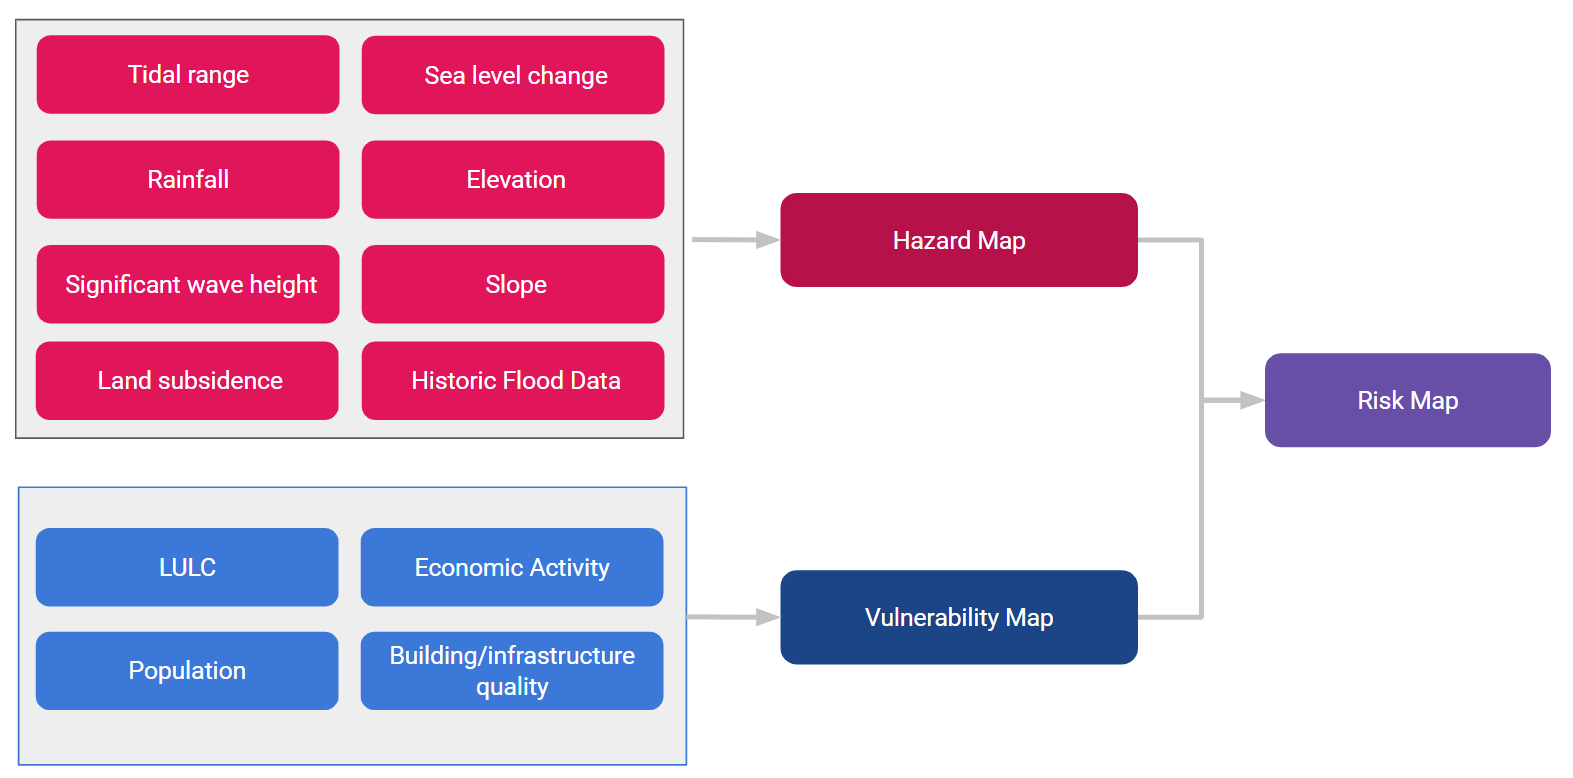 Tidal range
Sea level change
Rainfall
Elevation
Significant wave height
Slope
Land subsidence
Historic Flood Data
Hazard Map
Risk Map
LULC
Economic Activity
Population
Building/infrastructure
quality
Vulnerability Map